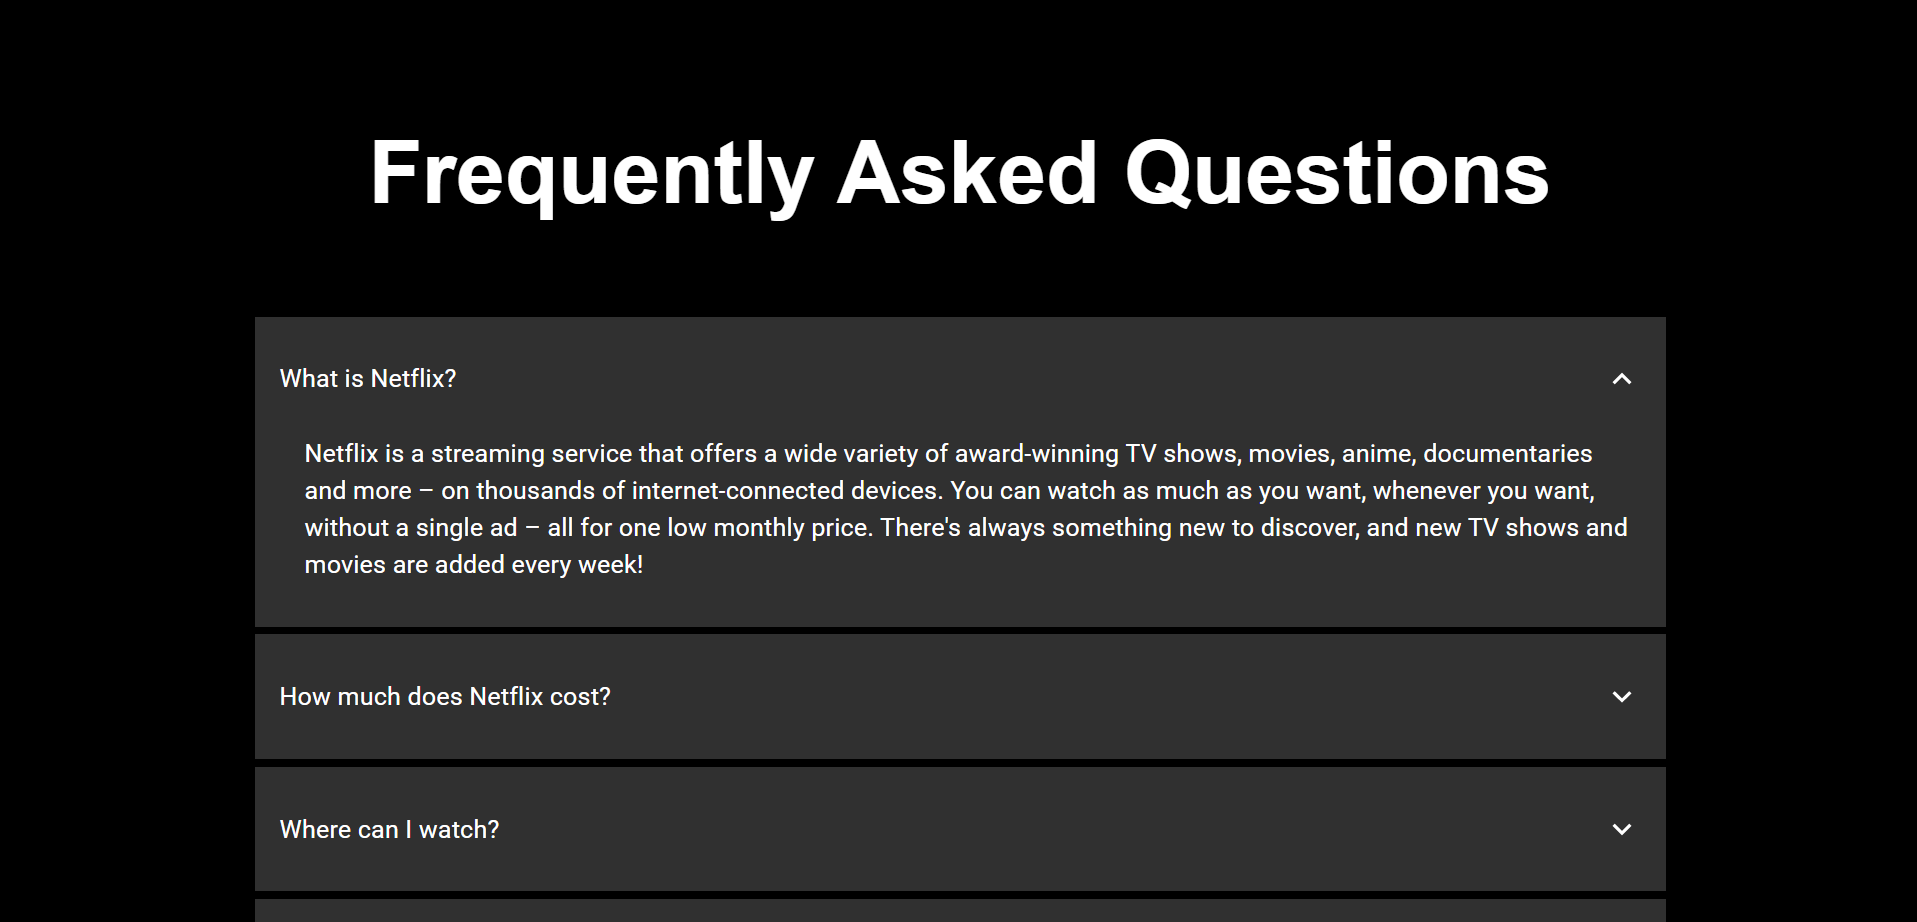 Frequently Asked Questions
What is Netflix?
Netflix is a streaming service that offers a wide variety of award-winning TV shows, movies, anime, documentaries
and more – on thousands of internet-connected devices. You can watch as much as you want, whenever you want,
without a single ad – all for one low monthly price. There's always something new to discover, and new TV shows and
movies are added every week!
How much does Netflix cost?
Where can I watch?